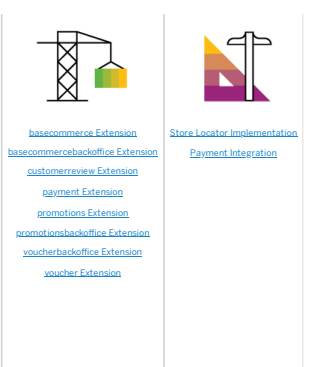 basecommerce Extension
basecommercebackoffice Extension
customerreview Extension
payment Extension
promotions Extension
promotionsbackoffice Extension
voucherbackoffice Extension
voucher Extension
Store Locator Implementation
Payment Integration